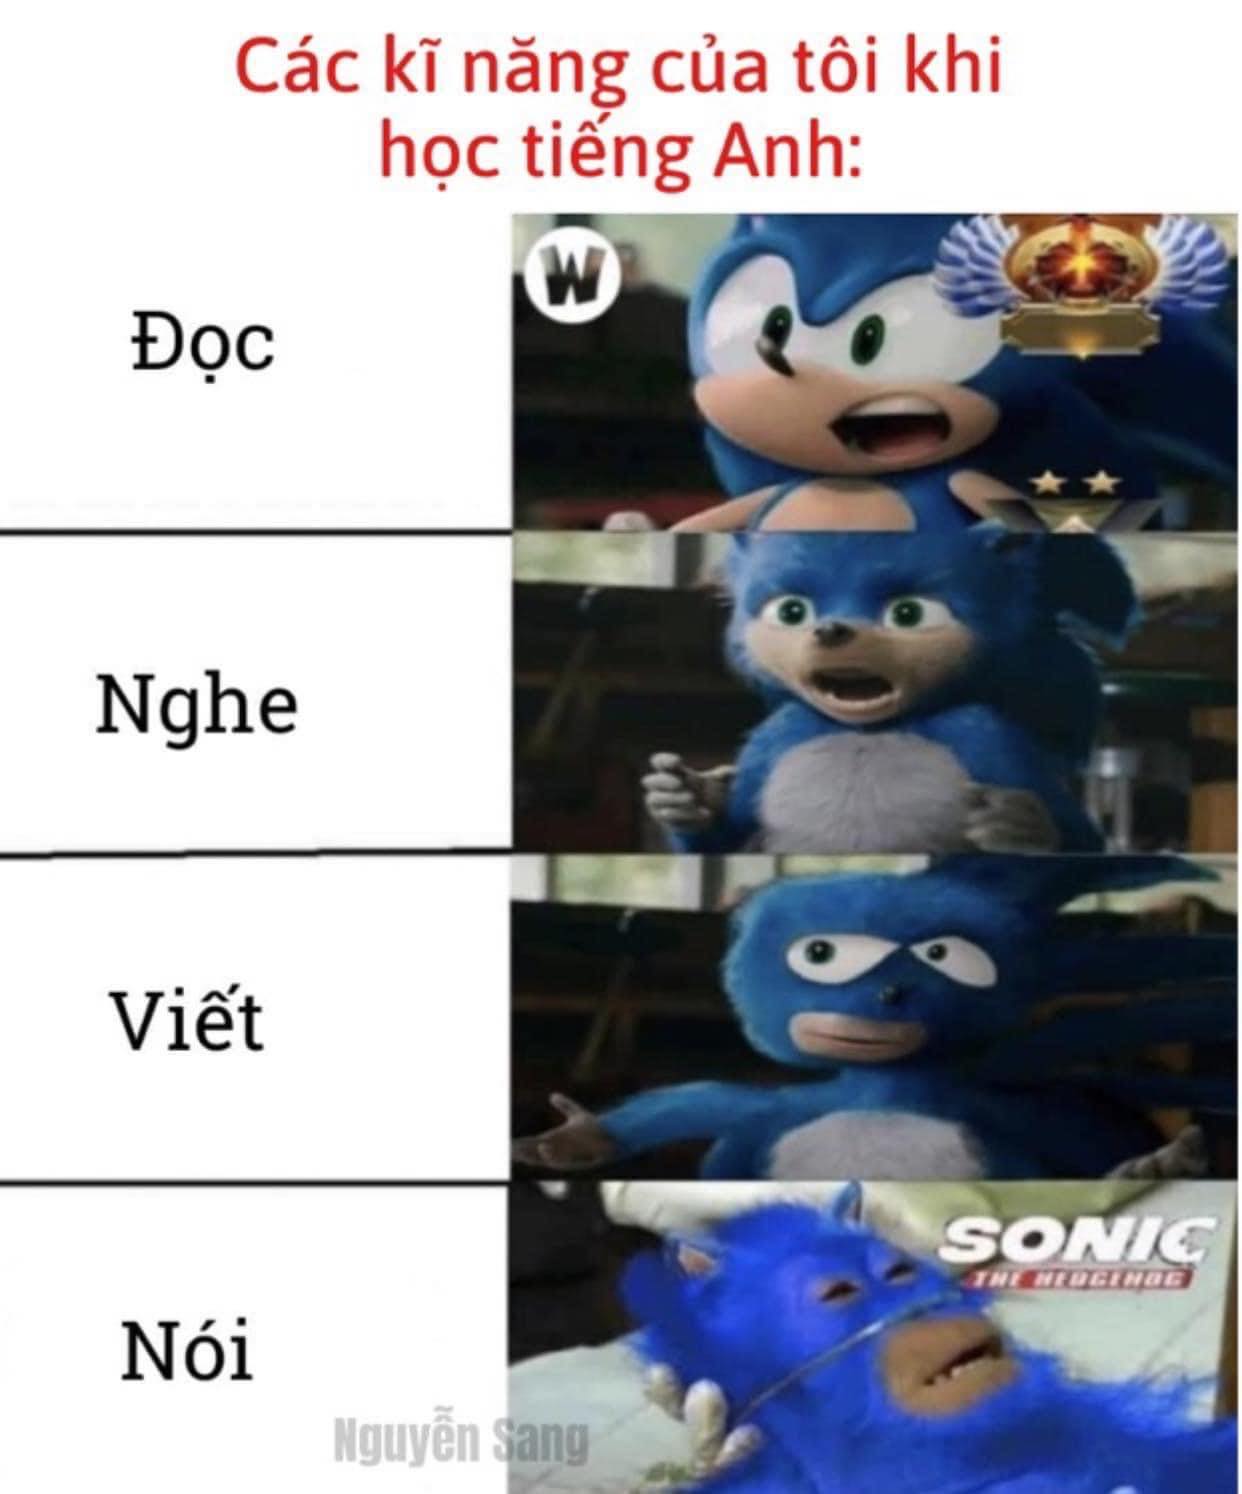 Các kĩ năng của tôi khi
học tiếng Anh:
W
Đọc
Nghe
Viết
SONIC
THE HEDGEHOG
Nói
Nguyễn Sang